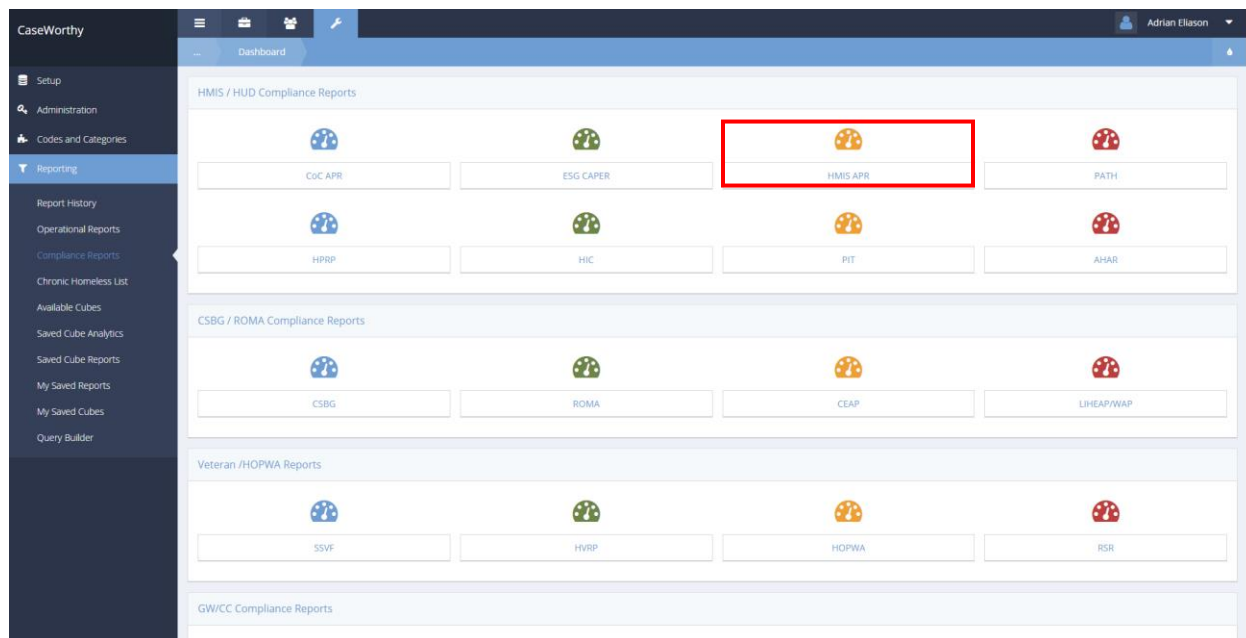 CaseWorthy
Adrian Eliason
... Dashboard
Setup
Administration
Codes and Categories
Reporting
Report History
Operational Reports
Compliance Reports
Chronic Homeless List
Available Cubes
Saved Cube Analytics
Saved Cube Reports
My Saved Reports
My Saved Cubes
Query Builder
HMIS / HUD Compliance Reports
CoC APR ESG CAPER HMIS APR PATH
HPRP HIC PIT AHAR
CSBG / ROMA Compliance Reports
CSBG ROMA CEAP LIHEAP/WAP
Veteran /HOPWA Reports
SSVF HVRP HOPWA RSR
GW/CC Compliance Reports